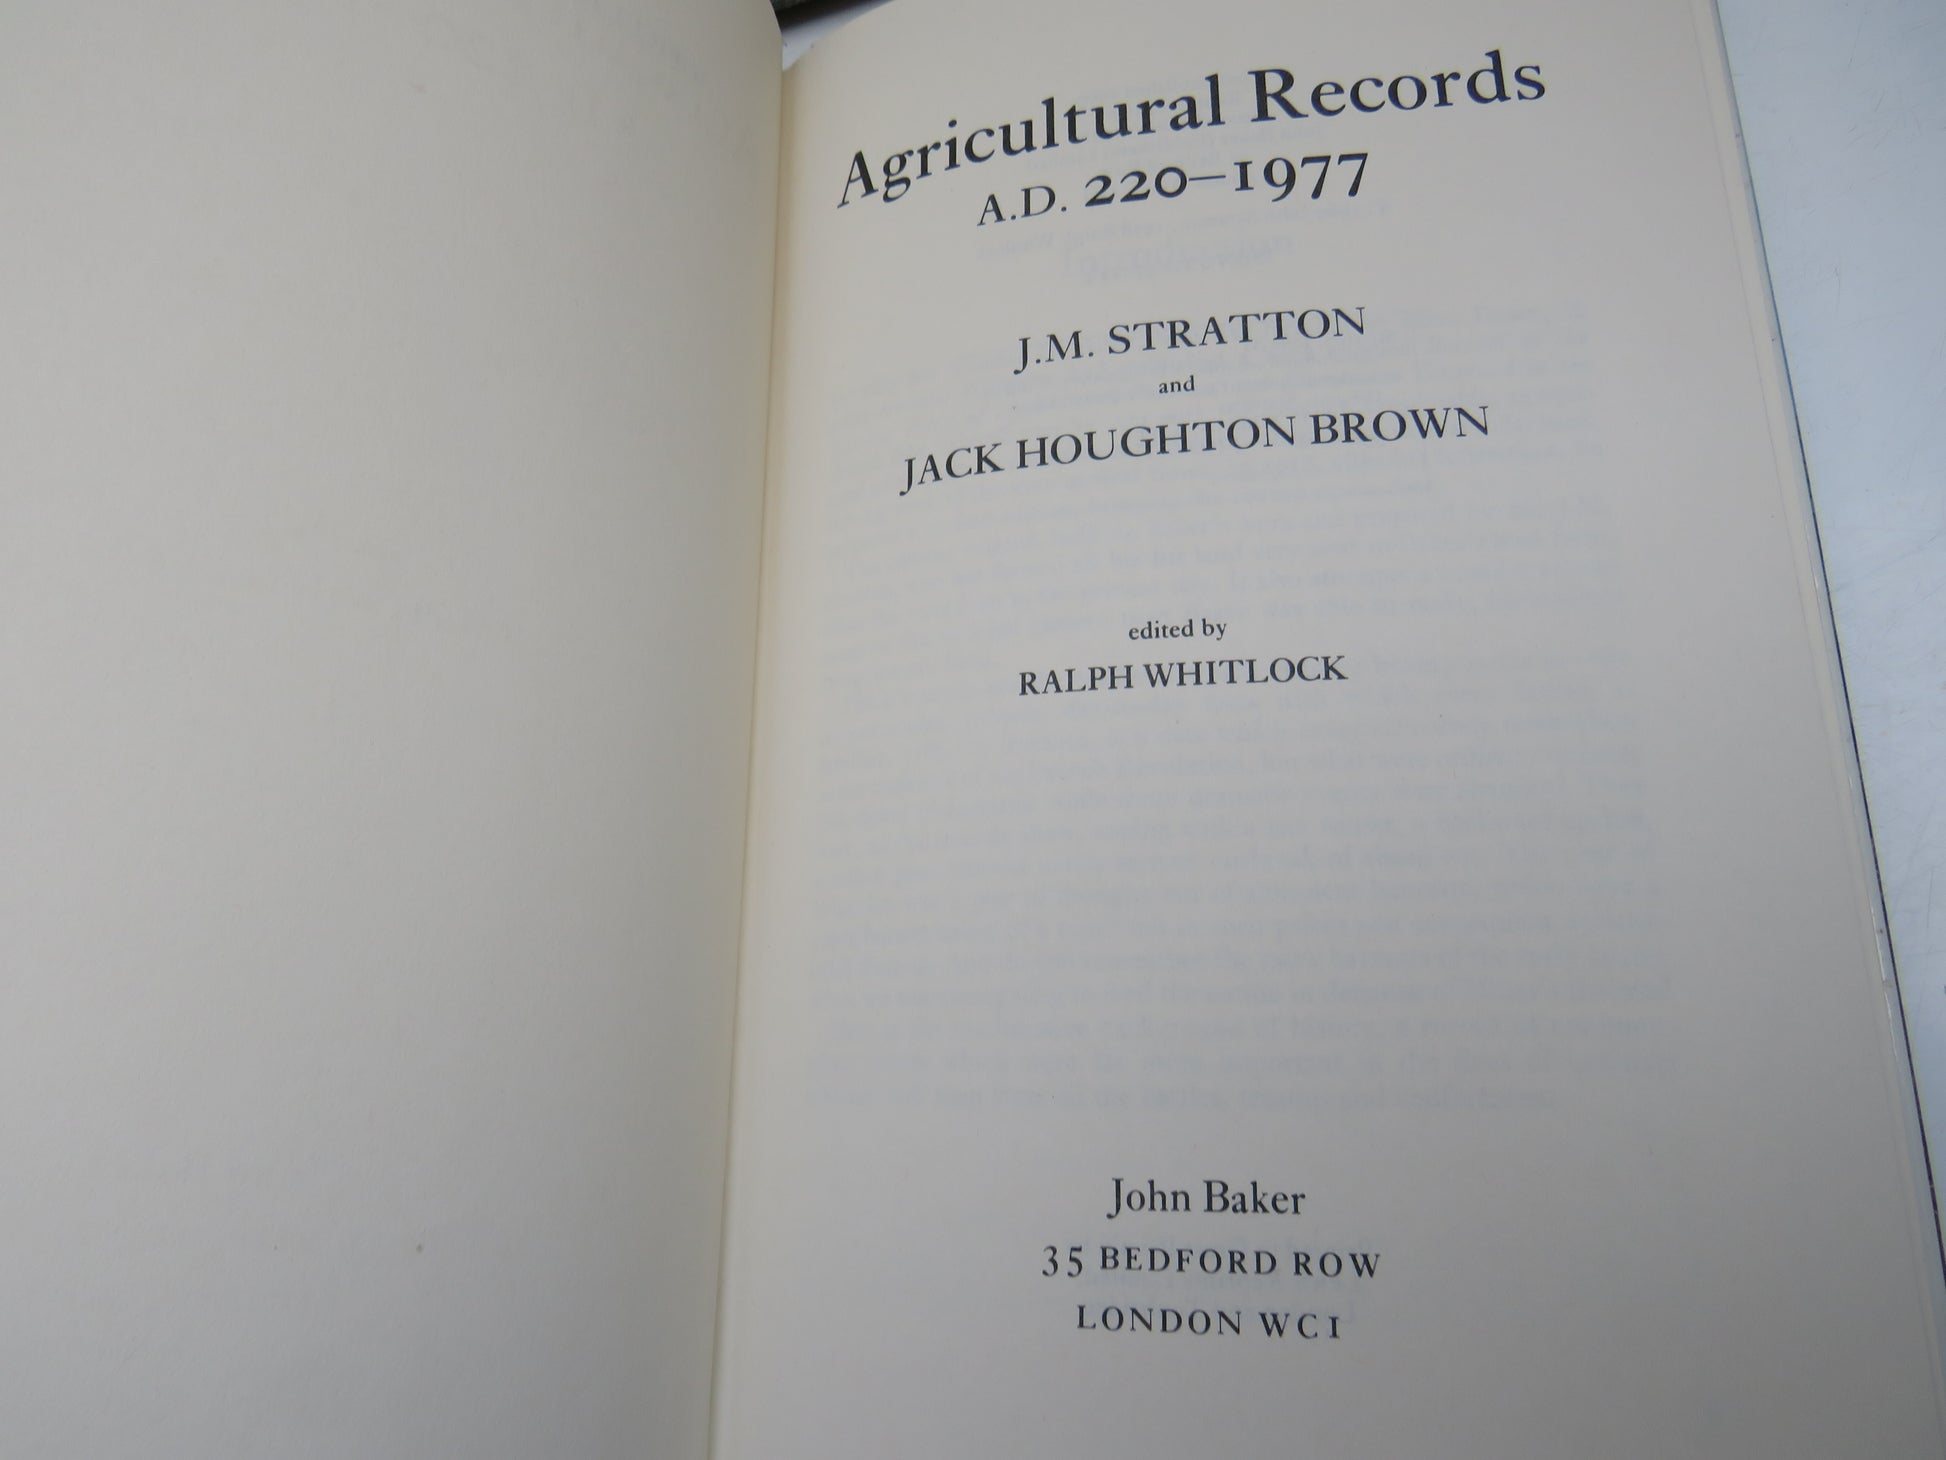 Agricultural Records
A.D. 220–1977
J.M. STRATTON
and
JACK HOUGHTON BROWN
edited by
RALPH WHITLOCK
John Baker
35 BEDFORD ROW
LONDON WC1